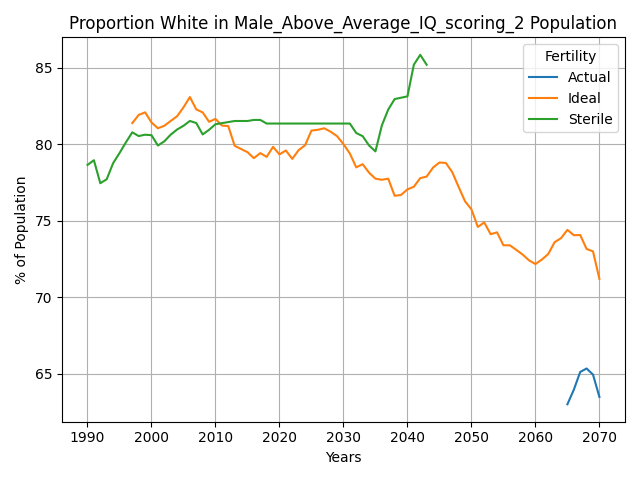 Proportion White in Male_Above_Average_IQ_scoring_2 Population
Fertility
Actual
Ideal
Sterile
% of Population
85
80
75
70
65
1990 2000 2010 2020 2030 2040 2050 2060 2070
Years